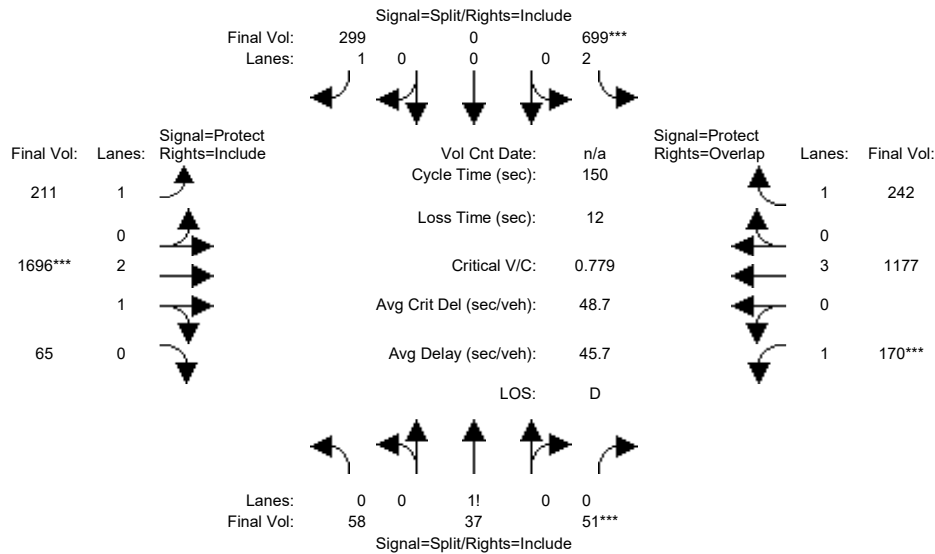 Signal=Split/Rights=Include
Final Vol: 299 0 699***
Lanes: 1 0 0 0 2
Signal=Protect Signal=Protect
Final Vol: Lanes: Rights=Include Vol Cnt Date: n/a Rights=Overlap Lanes: Final Vol:
Cycle Time (sec): 150
211 1 1 242
Loss Time (sec): 12
0 0
1696*** 2 Critical V/C: 0.779 3 1177
1 Avg Crit Del (sec/veh): 48.7 0
65 0 Avg Delay (sec/veh): 45.7 1 170***
LOS: D
Lanes: 0 0 1! 0 0
Final Vol: 58 37 51***
Signal=Split/Rights=Include